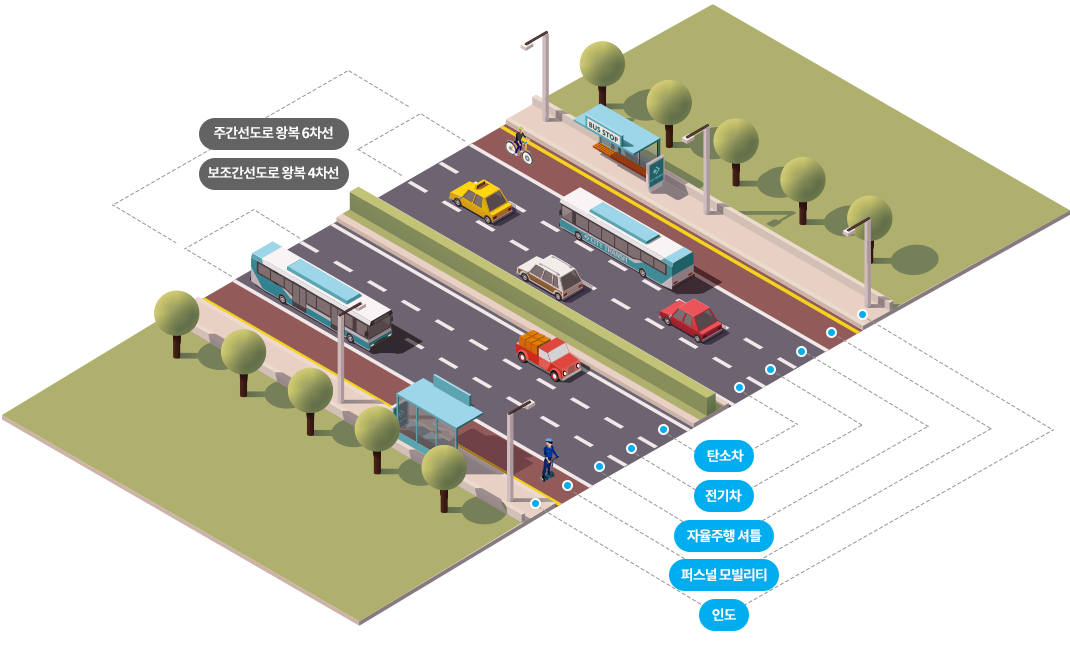 주간선도로 왕복 6차선
보조간선도로 왕복 4차선
BUS STOP
CITY TRANSIT
탄소차
전기차
자율주행 셔틀
퍼스널 모빌리티
인도